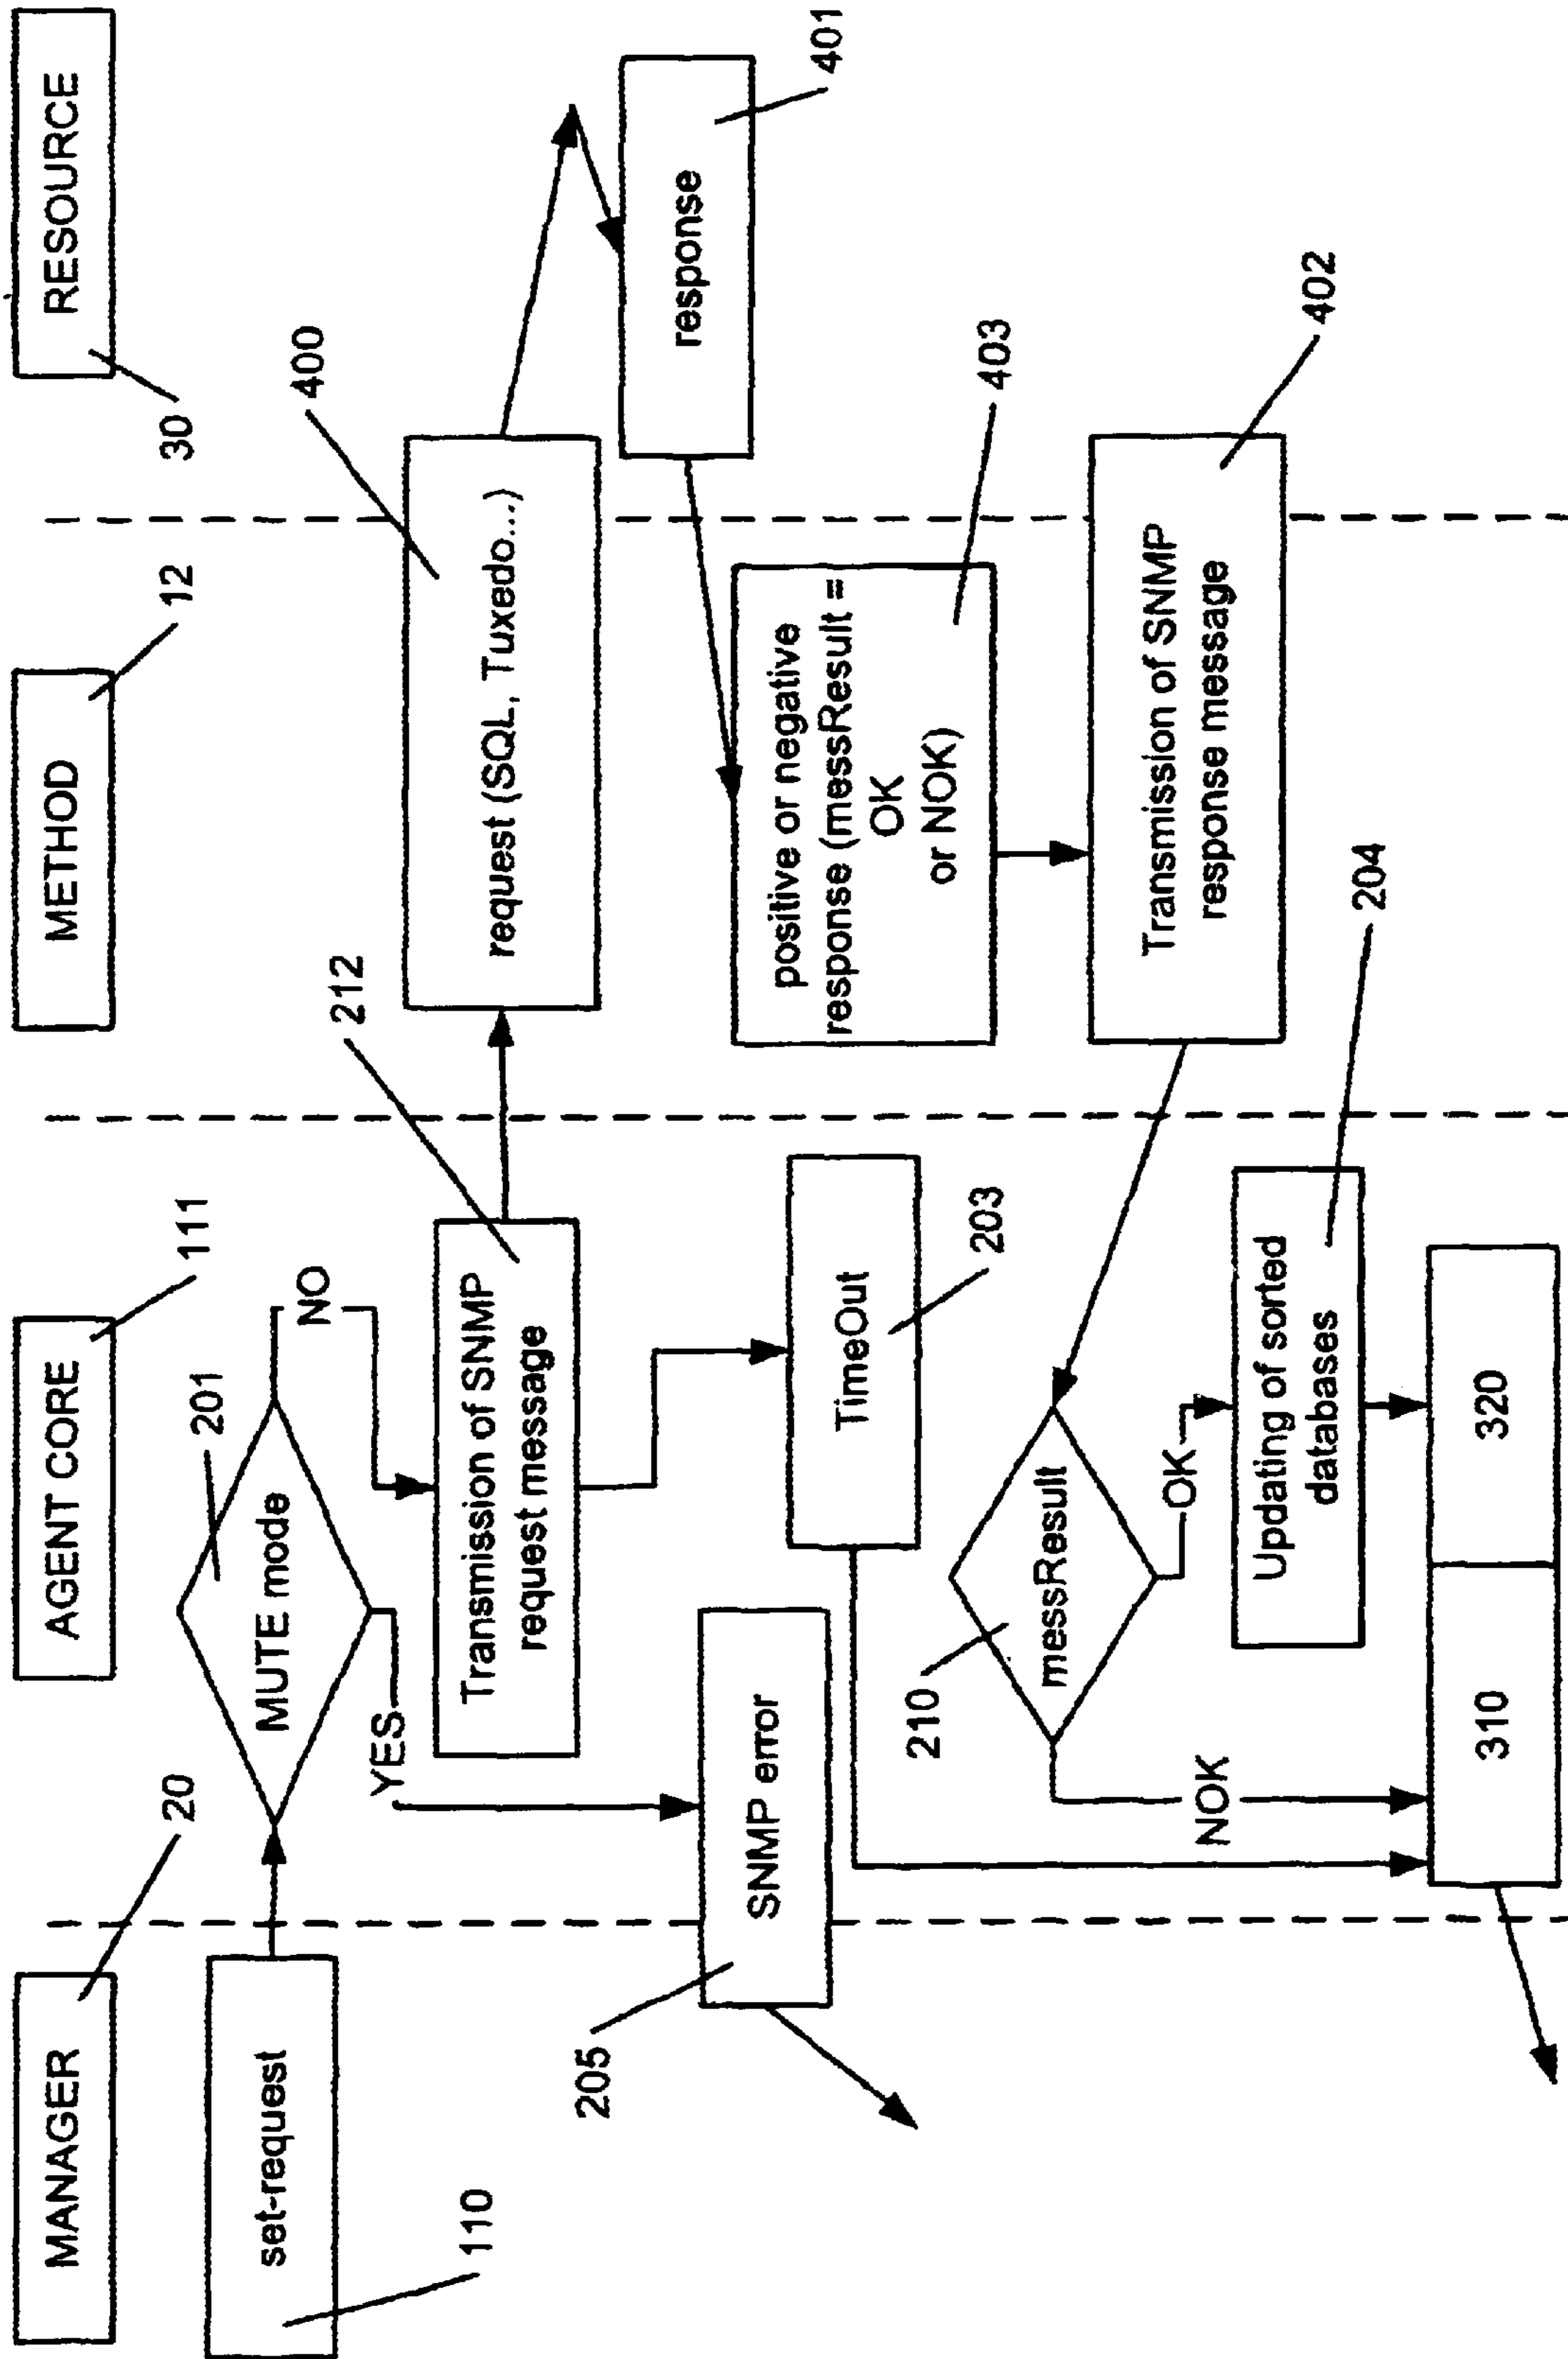 MANAGER
20
AGENT CORE
111
METHOD
12
RESOURCE
30
set-request
110
MUTE mode
201
NO
YES
Transmission of SNMP
request message
212
request (SQL, Tuxedo...)
400
response
401
SNMP error
205
TimeOut
203
positive or negative
response (messResult =
OK
or NOK)
403
Transmission of SNMP
response message
402
messResult
210
OK
NOK
Updating of sorted
databases
204
310
320